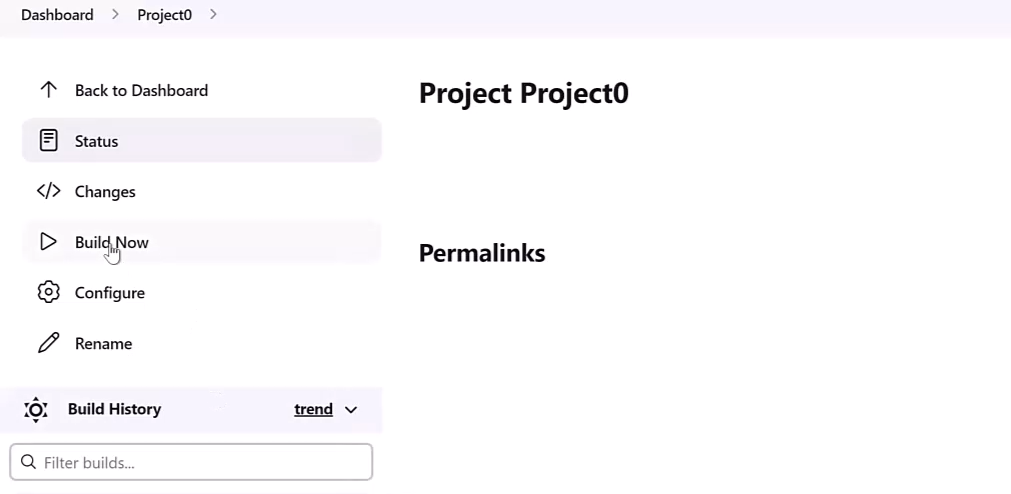 Dashboard > Project0 >
Back to Dashboard
Project Project0
Status
Changes
Build Now
Permalinks
Configure
Rename
Build History trend
Filter builds...